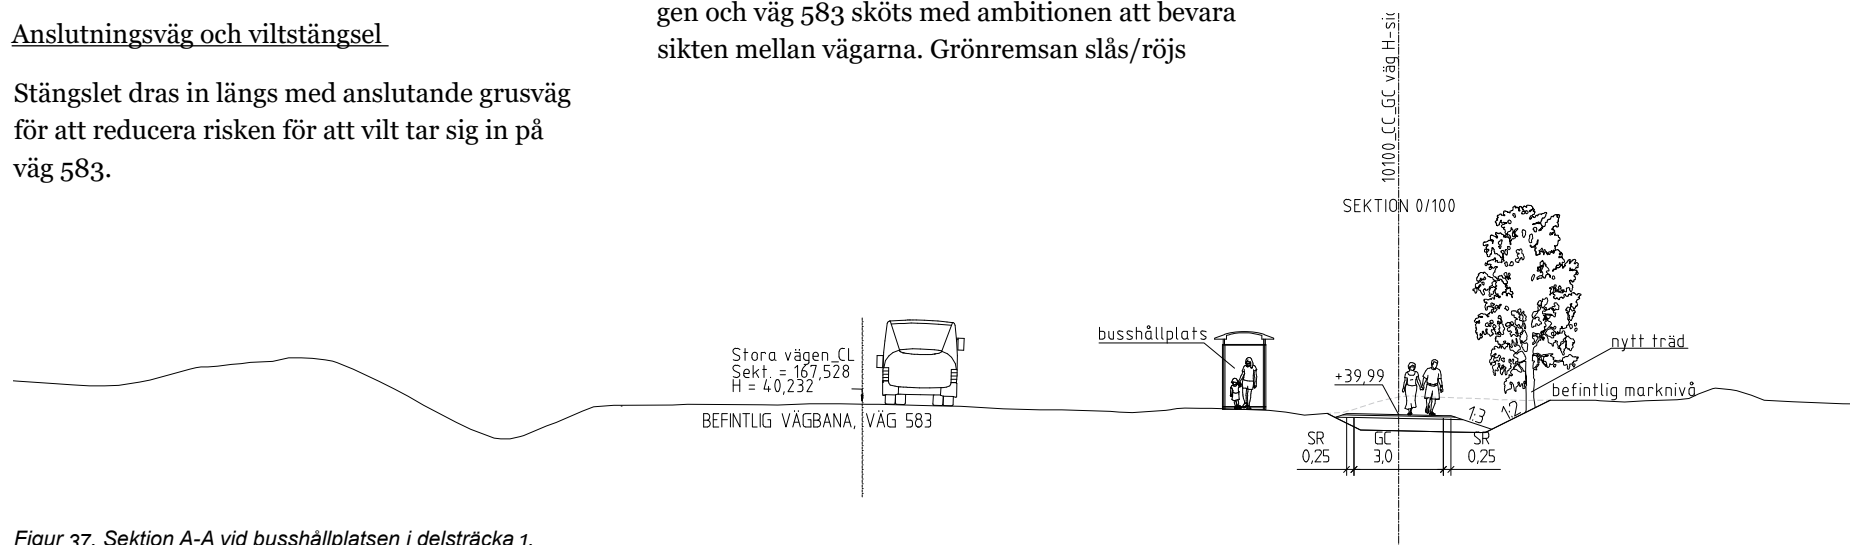 Anslutningsväg och viltstängsel
Stängslet dras in längs med anslutande grusväg
för att reducera risken för att vilt tar sig in på
väg 583.
gen och väg 583 sköts med ambitionen att bevara
sikten mellan vägarna. Grönremsan slås/röjs
10100_CC_GC väg H-sid
SEKTION 0/100
busshållplats
Stora vägen_CL
Sekt. = 167,528
H = 40,232
BEFINTLIG VÄGBANA, VÄG 583
+39,99
nytt träd
befintlig marknivå
1:3
1:2
SR
0,25
GC
3,0
SR
0,25
Figur 37. Sektion A-A vid busshållplatsen i delsträcka 1.